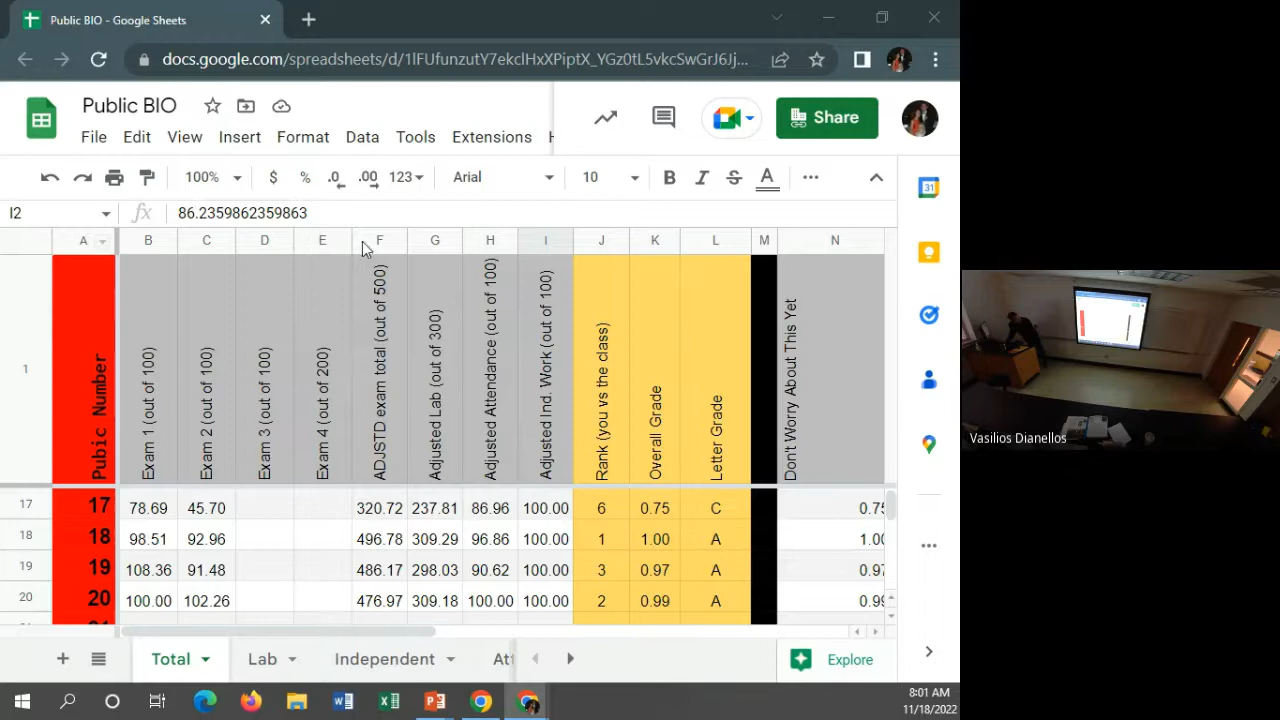 Public BIO - Google Sheets
docs.google.com/spreadsheets/d/1lFUfunzutY7ekclHxXPiptX_YGz0tL5vkcSwGrJ6Jj...
Public BIO
File Edit View Insert Format Data Tools Extensions
Share
100% $ % .0 .00 123 Arial 10 B I S A
I2 fx 86.2359862359863
A B C D E F G H I J K L M N
1 Pubic Number Exam 1 (out of 100) Exam 2 (out of 100) Exam 3 (out of 100) Exam 4 (out of 200) ADJSTD exam total (out of 500) Adjusted Lab (out of 300) Adjusted Attendance (out of 100) Adjusted Ind. Work (out of 100) Rank (you vs the class) Overall Grade Letter Grade Don't Worry About This Yet
17 17 78.69 45.70 320.72 237.81 86.96 100.00 6 0.75 C 0.75
18 18 98.51 92.96 496.78 309.29 96.86 100.00 1 1.00 A 1.00
19 19 108.36 91.48 486.17 298.03 90.62 100.00 3 0.97 A 0.97
20 20 100.00 102.26 476.97 309.18 100.00 100.00 2 0.99 A 0.99
Total Lab Independent Att Explore
8:01 AM
11/18/2022
31
Vasilios Dianellos